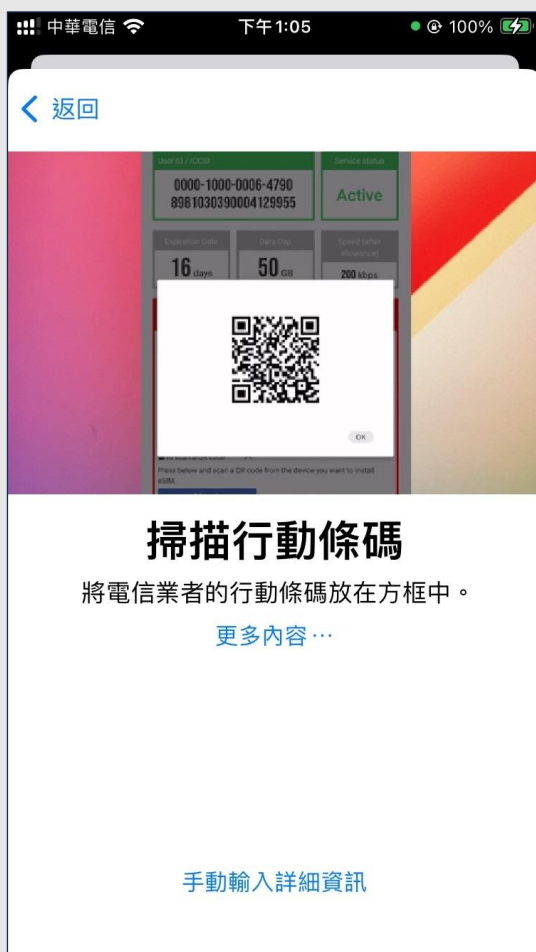 中華電信
下午1:05
100%
返回
User ID / ICCID
Service status
0000-1000-0006-4790
8981030390004129955
Active
Expiration Date
Data Cap
Speed (after allowance)
16 days
50 GB
200 kbps
OK
Press below and scan a QR code from the device you want to install
eSIM.
掃描行動條碼
將電信業者的行動條碼放在方框中。
更多內容⋯
手動輸入詳細資訊